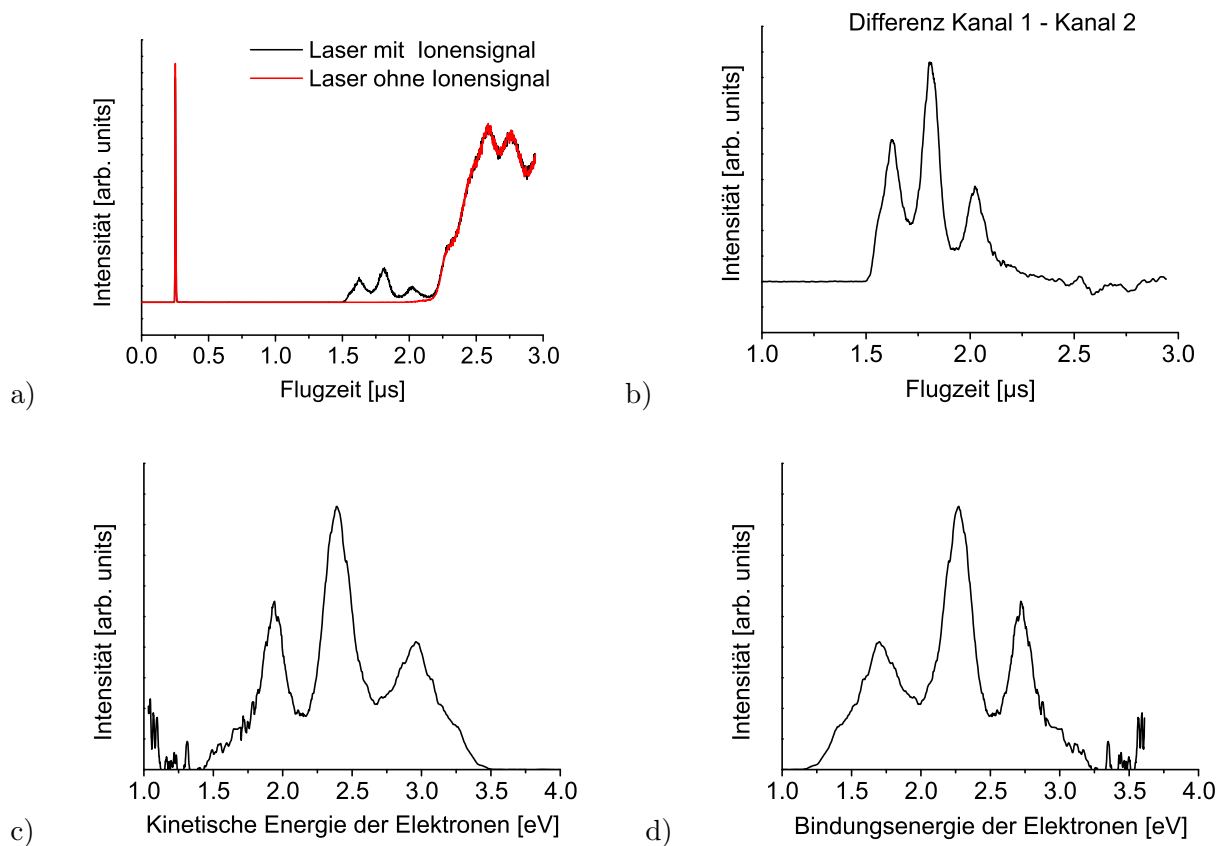 Laser mit Ionensignal
Laser ohne Ionensignal
Intensität [arb. units]
0.0 0.5 1.0 1.5 2.0 2.5 3.0
Flugzeit [µs]
a)
Differenz Kanal 1 - Kanal 2
Intensität [arb. units]
1.0 1.5 2.0 2.5 3.0
Flugzeit [µs]
b)
Intensität [arb. units]
1.0 1.5 2.0 2.5 3.0 3.5 4.0
Kinetische Energie der Elektronen [eV]
c)
Intensität [arb. units]
1.0 1.5 2.0 2.5 3.0 3.5 4.0
Bindungsenergie der Elektronen [eV]
d)